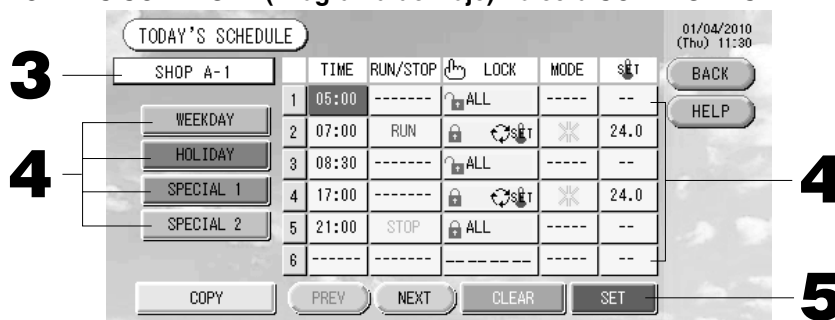 TODAY'S SCHEDULE
01/04/2010
(Thu) 11:30
3
SHOP A-1
TIME RUN/STOP LOCK MODE SET
BACK
HELP
4
WEEKDAY
HOLIDAY
SPECIAL 1
SPECIAL 2
1 05:00 ------- ALL ----- --
2 07:00 RUN SET 24.0
3 08:30 ------- ALL ----- --
4 17:00 ------- SET 24.0
5 21:00 STOP ALL ----- --
6 ------ ------- -------- ----- --
4
COPY PREV NEXT CLEAR SET
5